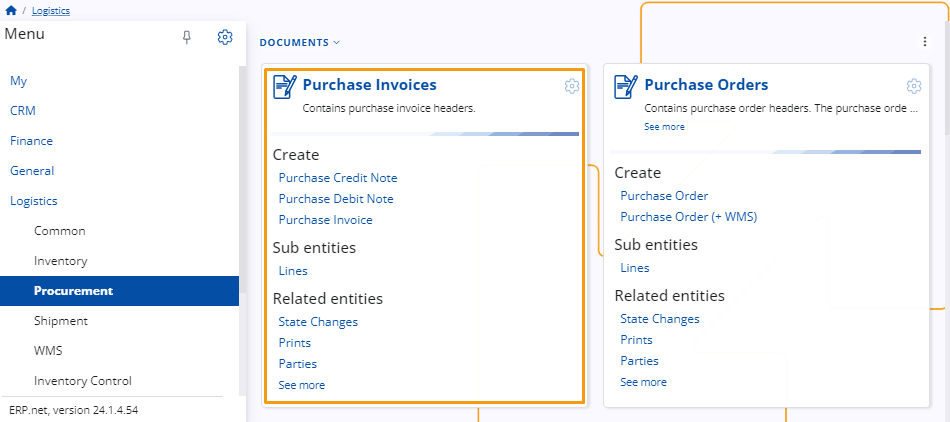 / Logistics
Menu
My
CRM
Finance
General
Logistics
Common
Inventory
Procurement
Shipment
WMS
Inventory Control
ERP.net, version 24.1.4.54
DOCUMENTS
Purchase Invoices
Contains purchase invoice headers.
Create
Purchase Credit Note
Purchase Debit Note
Purchase Invoice
Sub entities
Lines
Related entities
State Changes
Prints
Parties
See more
Purchase Orders
Contains purchase order headers. The purchase orde ...
See more
Create
Purchase Order
Purchase Order (+ WMS)
Sub entities
Lines
Related entities
State Changes
Prints
Parties
See more